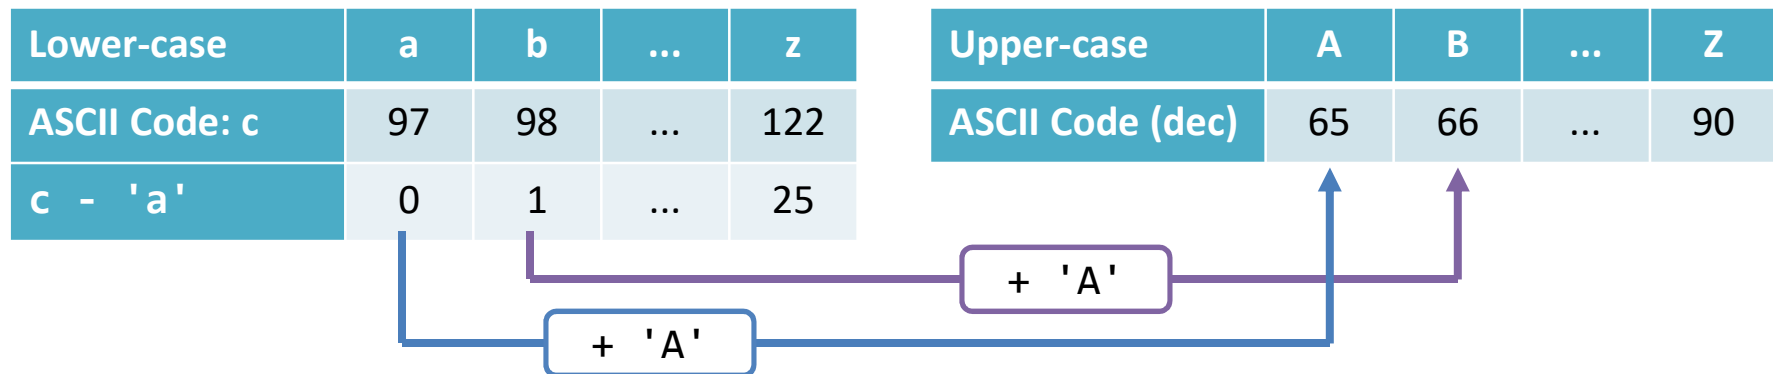 Lower-case a b ... z
ASCII Code: c 97 98 ... 122
c - 'a' 0 1 ... 25
Upper-case A B ... Z
ASCII Code (dec) 65 66 ... 90
+ 'A'
+ 'A'